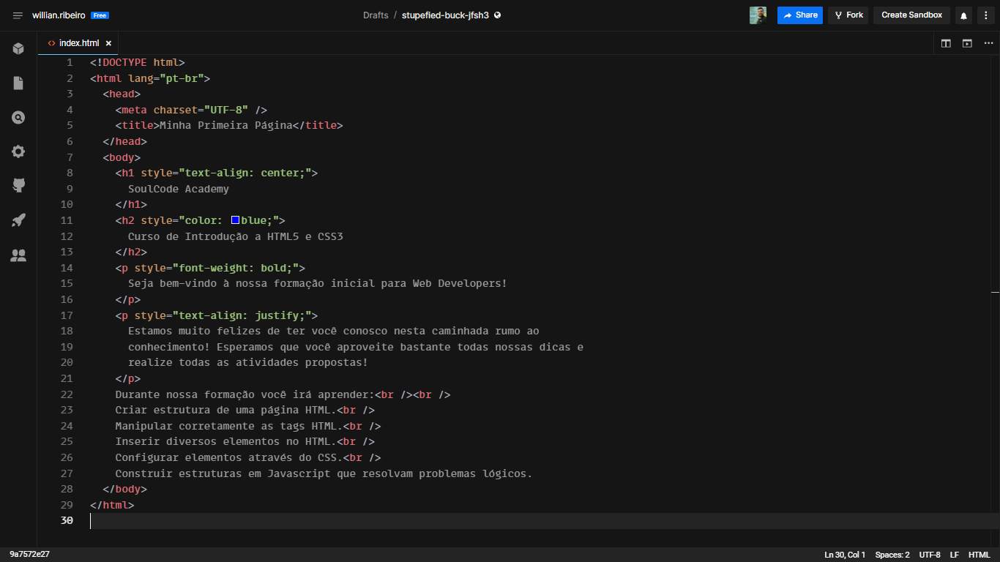 willian.ribeiro Free
Drafts / stupefied-buck-jfsh3
Share Fork Create Sandbox
<> index.html ×
1 <!DOCTYPE html>
2 <html lang="pt-br">
3 <head>
4 <meta charset="UTF-8" />
5 <title>Minha Primeira Página</title>
6 </head>
7 <body>
8 <h1 style="text-align: center;">
9 SoulCode Academy
10 </h1>
11 <h2 style="color: blue;">
12 Curso de Introdução a HTML5 e CSS3
13 </h2>
14 <p style="font-weight: bold;">
15 Seja bem-vindo à nossa formação inicial para Web Developers!
16 </p>
17 <p style="text-align: justify;">
18 Estamos muito felizes de ter você conosco nesta caminhada rumo ao
19 conhecimento! Esperamos que você aproveite bastante todas nossas dicas e
20 realize todas as atividades propostas!
21 </p>
22 Durante nossa formação você irá aprender:<br /><br />
23 Criar estrutura de uma página HTML.<br />
24 Manipular corretamente as tags HTML.<br />
25 Inserir diversos elementos no HTML.<br />
26 Configurar elementos através do CSS.<br />
27 Construir estruturas em Javascript que resolvam problemas lógicos.
28 </body>
29 </html>
30
9a7572e27
Ln 30, Col 1 Spaces: 2 UTF-8 LF HTML